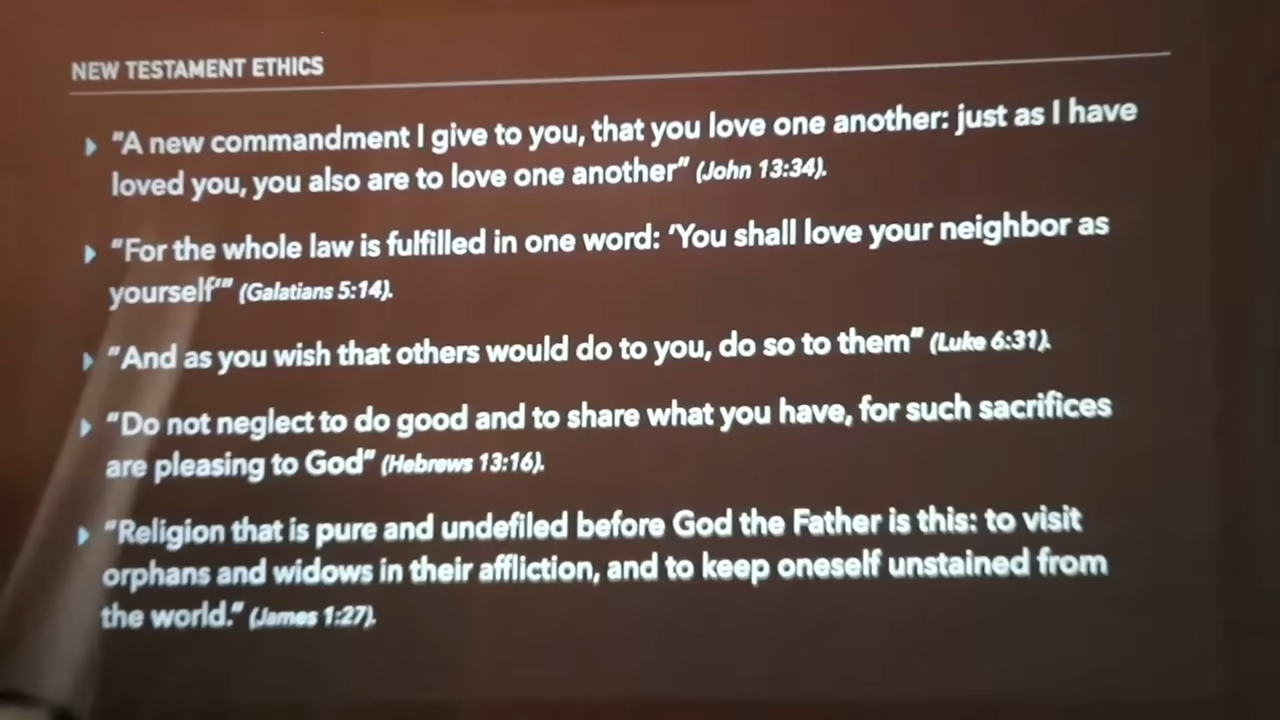 NEW TESTAMENT ETHICS
"A new commandment I give to you, that you love one another: just as I have
loved you, you also are to love one another" (John 13:34).
"For the whole law is fulfilled in one word: 'You shall love your neighbor as
yourself'" (Galatians 5:14).
"And as you wish that others would do to you, do so to them" (Luke 6:31).
"Do not neglect to do good and to share what you have, for such sacrifices
are pleasing to God" (Hebrews 13:16).
"Religion that is pure and undefiled before God the Father is this: to visit
orphans and widows in their affliction, and to keep oneself unstained from
the world." (James 1:27).